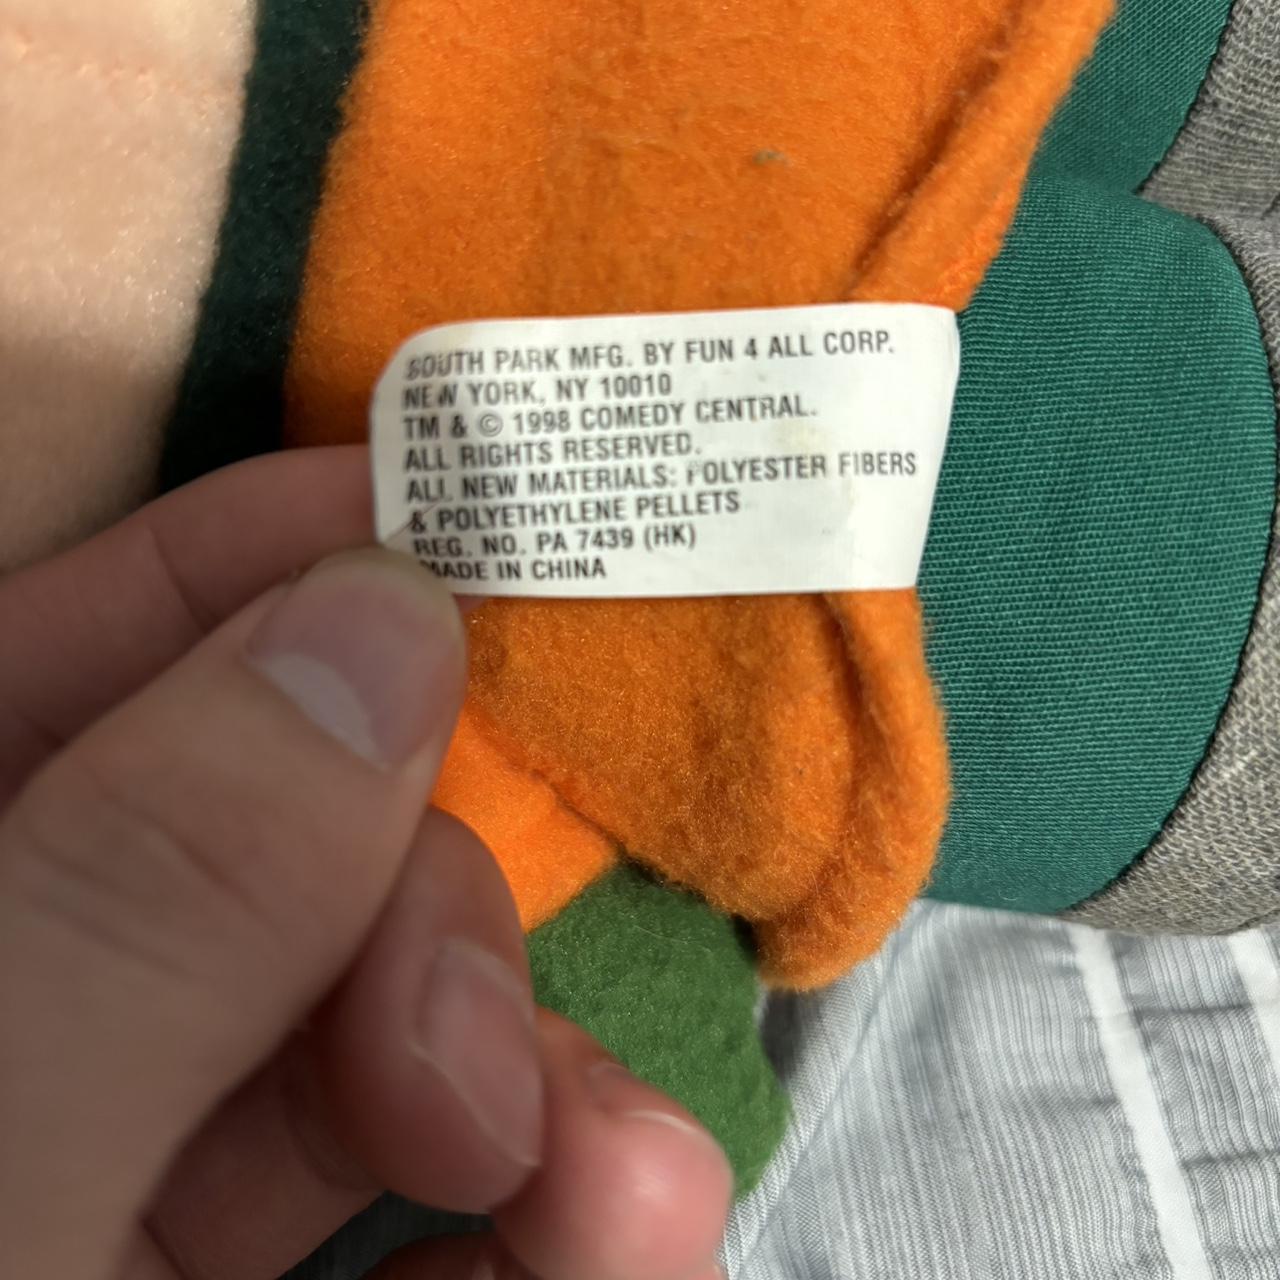 SOUTH PARK MFG. BY FUN 4 ALL CORP.
NEW YORK, NY 10010
TM & © 1998 COMEDY CENTRAL.
ALL RIGHTS RESERVED.
ALL NEW MATERIALS: POLYESTER FIBERS
& POLYETHYLENE PELLETS
REG. NO. PA 7439 (HK)
MADE IN CHINA